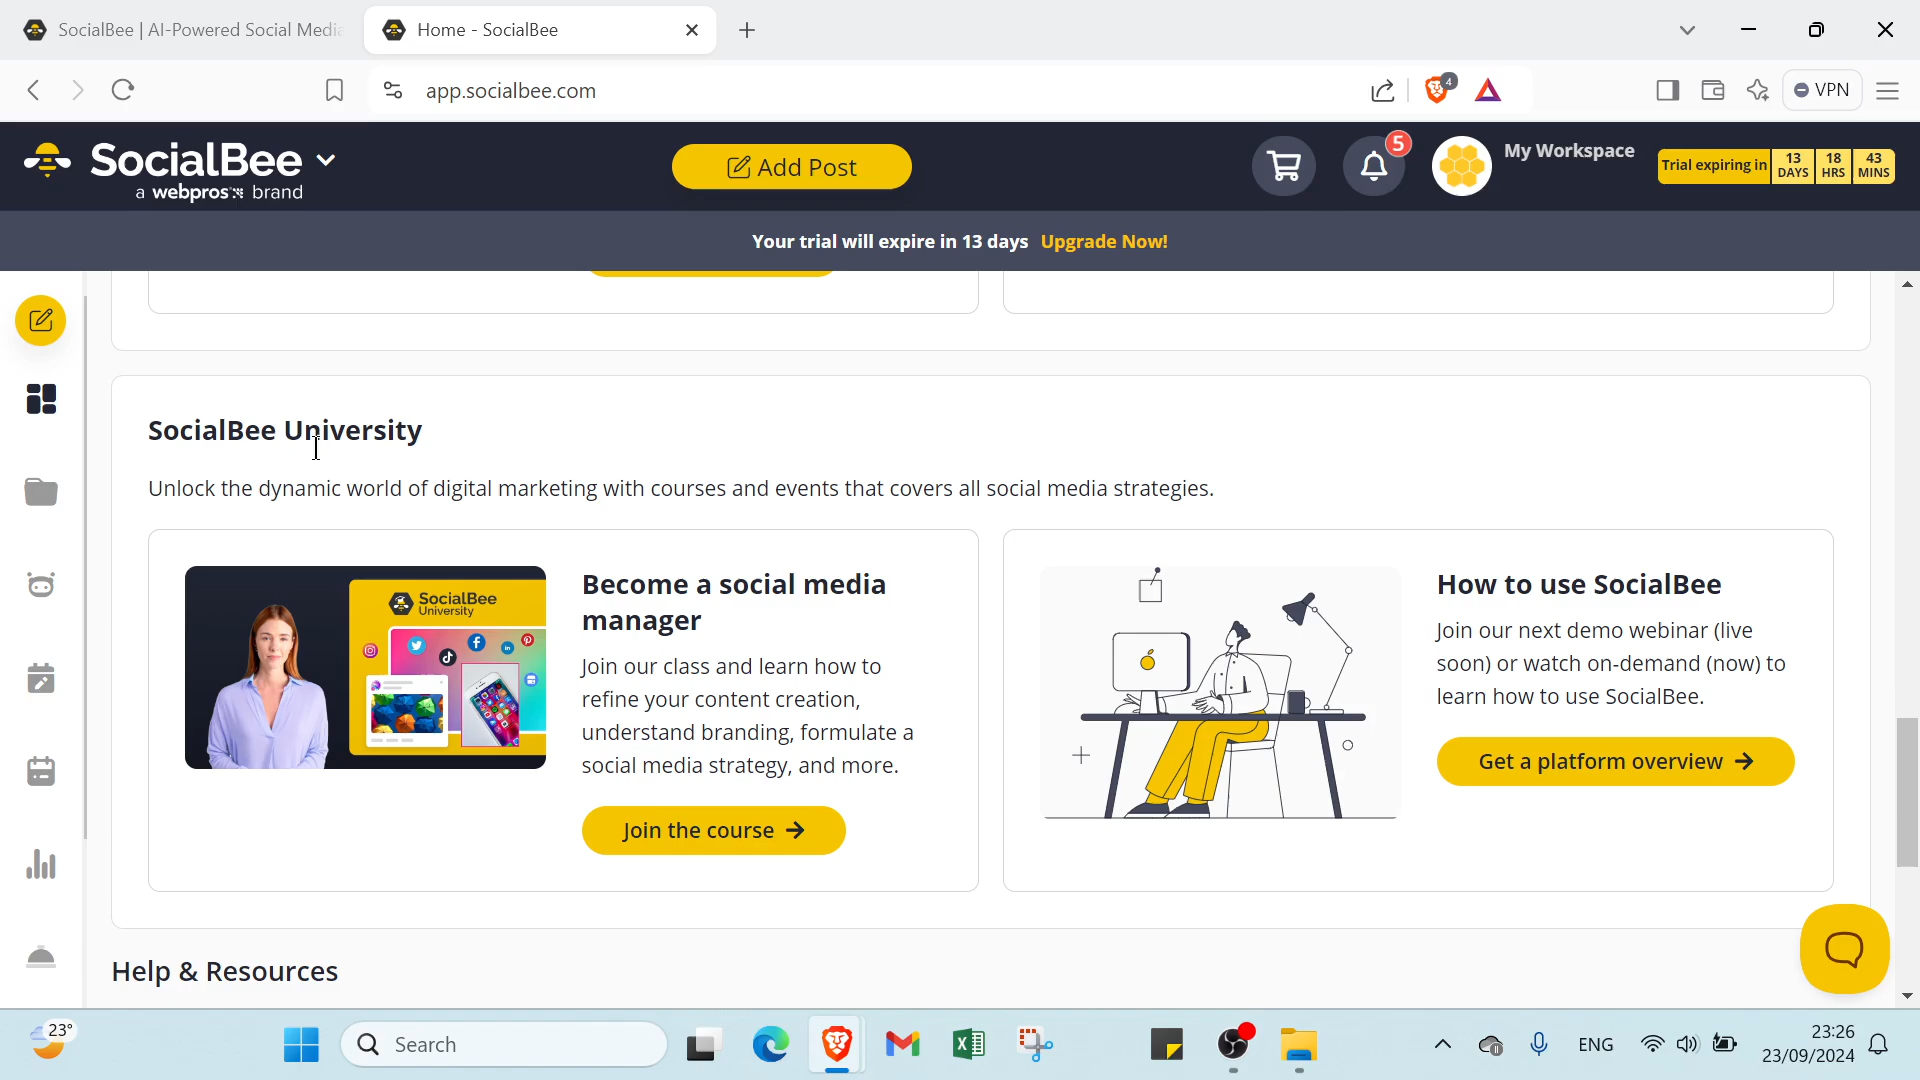 SocialBee | AI-Powered Social Media
Home - SocialBee
app.socialbee.com
4
VPN
SocialBee
a webpros brand
Add Post
5
My Workspace
Trial expiring in 13 DAYS 18 HRS 43 MINS
Your trial will expire in 13 days Upgrade Now!
SocialBee University
Unlock the dynamic world of digital marketing with courses and events that covers all social media strategies.
SocialBee
University
Become a social media
manager
Join our class and learn how to
refine your content creation,
understand branding, formulate a
social media strategy, and more.
Join the course →
How to use SocialBee
Join our next demo webinar (live
soon) or watch on-demand (now) to
learn how to use SocialBee.
Get a platform overview →
Help & Resources
23°
Search
ENG
23:26
23/09/2024